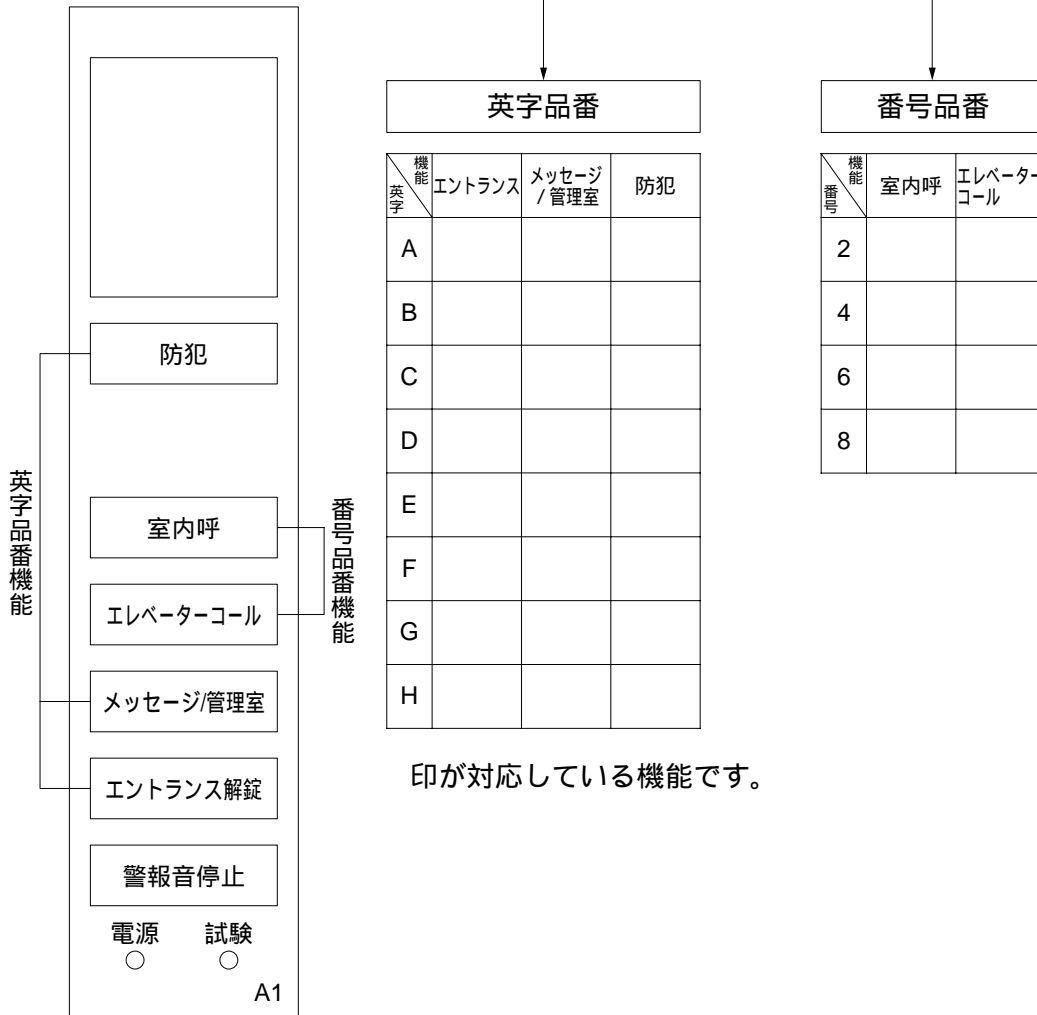 防犯
室内呼
エレベーターコール
メッセージ/管理室
エントランス解錠
警報音停止
電源 試験
A1
英字品番機能
番号品番機能
英字品番
機能
英字
エントランス
メッセージ
/管理室
防犯
A
B
C
D
E
F
G
H
印が対応している機能です。
番号品番
機能
番号
室内呼
エレベーター
コール
2
4
6
8